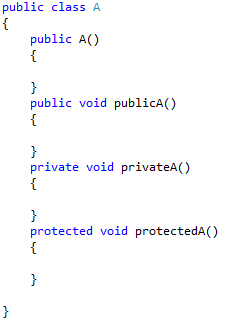 public class A
{
    public A()
    {

    }
    public void publicA()
    {

    }
    private void privateA()
    {

    }
    protected void protectedA()
    {

    }

}